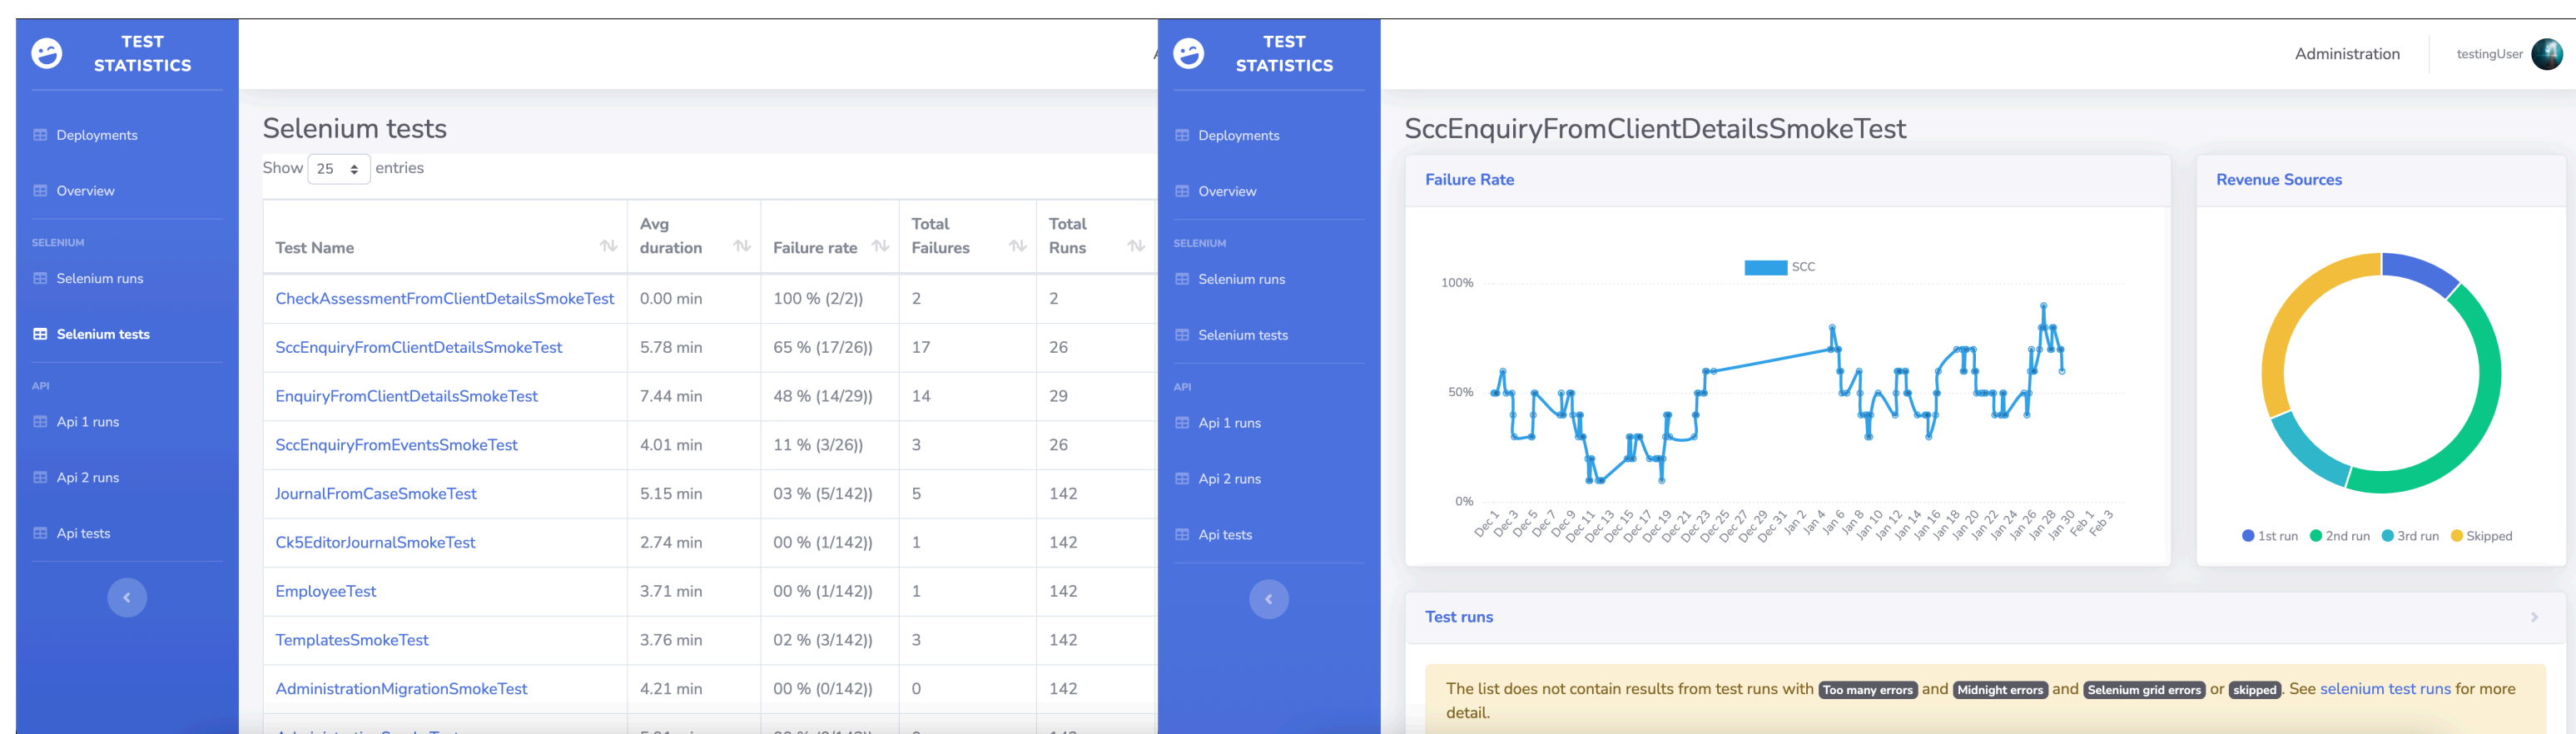 TEST
STATISTICS
Deployments
Overview
SELENIUM
Selenium runs
Selenium tests
API
Api 1 runs
Api 2 runs
Api tests
Selenium tests
Show 25 entries
Test Name Avg duration Failure rate Total Failures Total Runs
CheckAssessmentFromClientDetailsSmokeTest 0.00 min 100 % (2/2)) 2 2
SccEnquiryFromClientDetailsSmokeTest 5.78 min 65 % (17/26)) 17 26
EnquiryFromClientDetailsSmokeTest 7.44 min 48 % (14/29)) 14 29
SccEnquiryFromEventsSmokeTest 4.01 min 11 % (3/26)) 3 26
JournalFromCaseSmokeTest 5.15 min 03 % (5/142)) 5 142
Ck5EditorJournalSmokeTest 2.74 min 00 % (1/142)) 1 142
EmployeeTest 3.71 min 00 % (1/142)) 1 142
TemplatesSmokeTest 3.76 min 02 % (3/142)) 3 142
AdministrationMigrationSmokeTest 4.21 min 00 % (0/142)) 0 142
TEST
STATISTICS
Deployments
Overview
SELENIUM
Selenium runs
Selenium tests
API
Api 1 runs
Api 2 runs
Api tests
Administration testingUser
SccEnquiryFromClientDetailsSmokeTest
Failure Rate
SCC
100%
50%
0%
Dec 1 Dec 3 Dec 5 Dec 7 Dec 9 Dec 11 Dec 13 Dec 15 Dec 17 Dec 19 Dec 21 Dec 23 Dec 25 Dec 27 Dec 29 Dec 31 Jan 2 Jan 4 Jan 6 Jan 8 Jan 10 Jan 12 Jan 14 Jan 16 Jan 18 Jan 20 Jan 22 Jan 24 Jan 26 Jan 28 Jan 30 Feb 1 Feb 3
Revenue Sources
1st run 2nd run 3rd run Skipped
Test runs
The list does not contain results from test runs with Too many errors and Midnight errors and Selenium grid errors or skipped. See selenium test runs for more
detail.